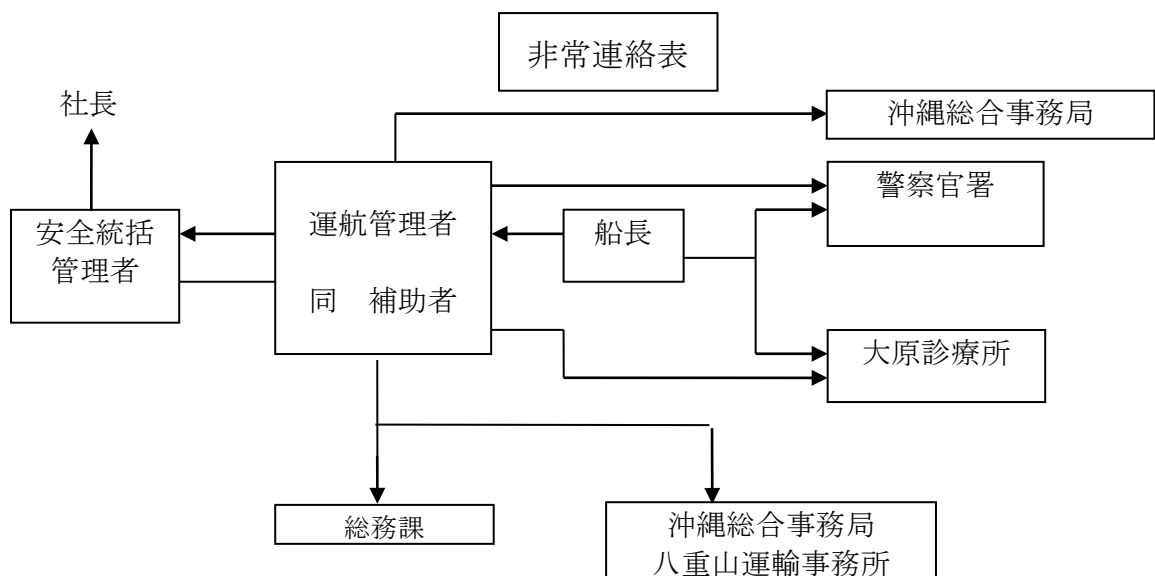 非常連絡表
社長
沖縄総合事務局
警察官署
安全統括
管理者
運航管理者
同　補助者
船長
大原診療所
総務課
沖縄総合事務局
八重山運輸事務所